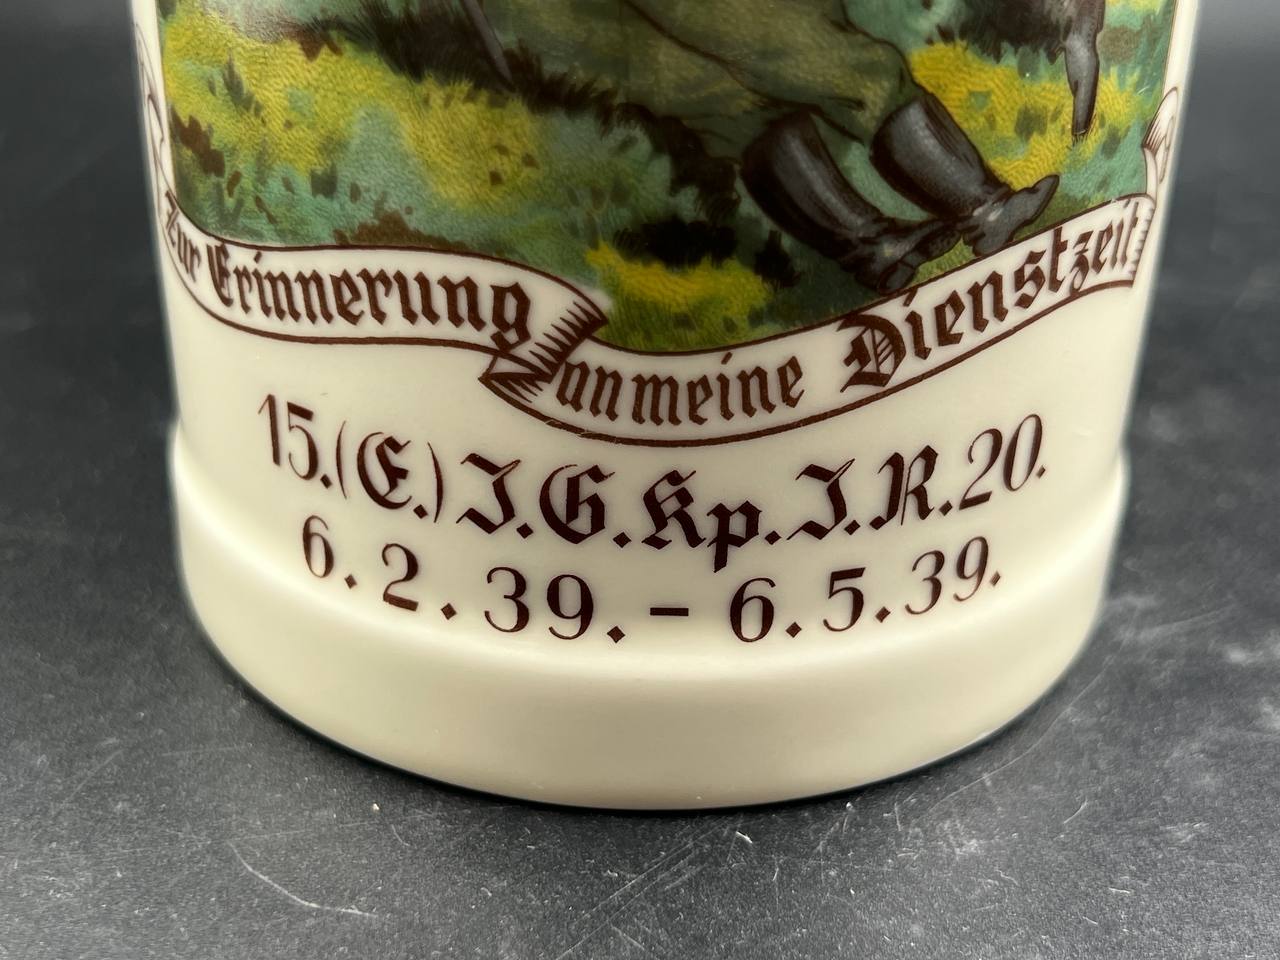 Zur Erinnerung an meine Dienstzeit
15.(E.) J.G.Kp.J.R.20.
6.2.39.-6.5.39.